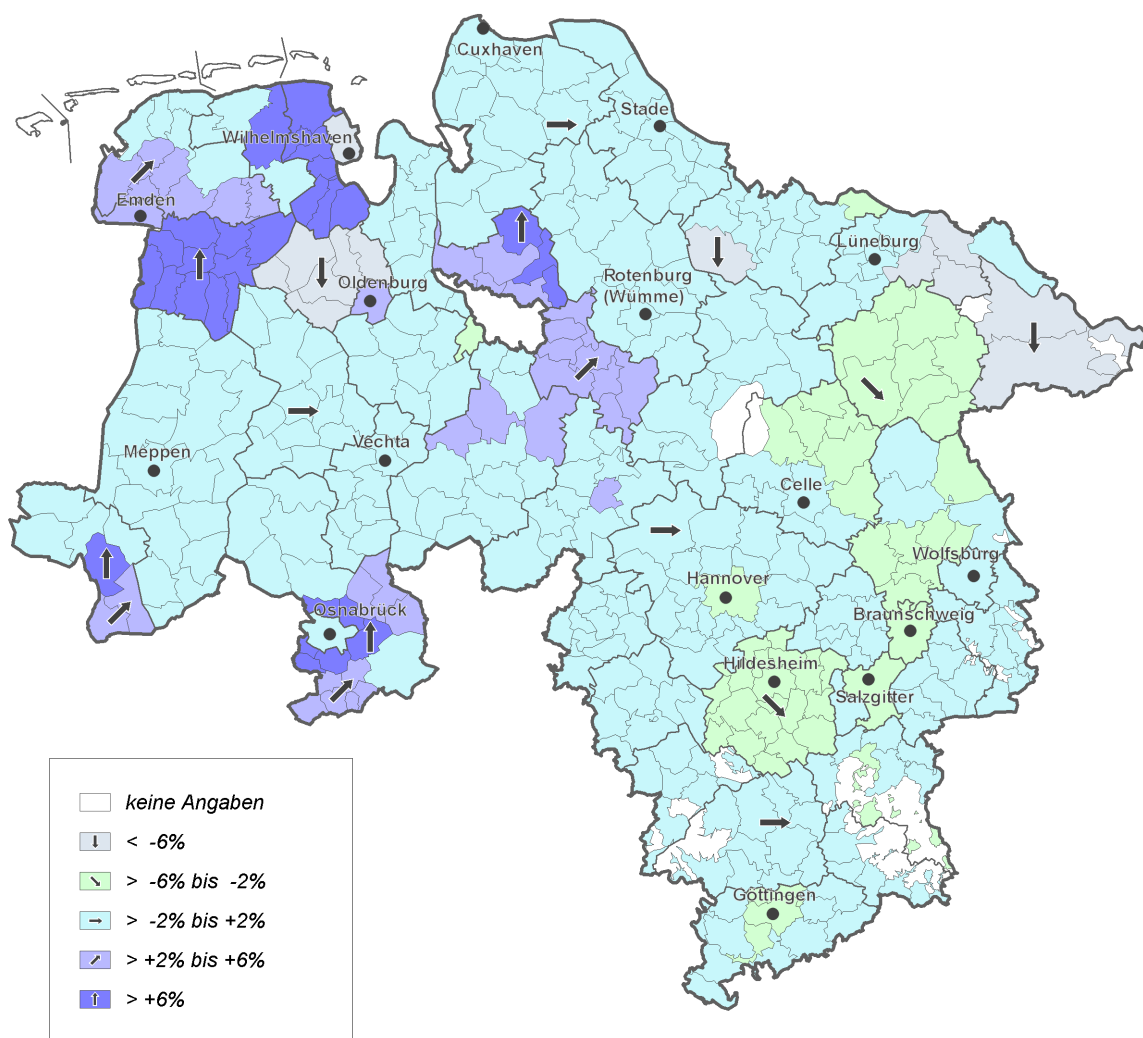 Cuxhaven
Stade
Wilhelmshaven
Emden
Lüneburg
Oldenburg
Rotenburg
(Wümme)
Vechta
Meppen
Celle
Wolfsburg
Hannover
Osnabrück
Braunschweig
Hildesheim
Salzgitter
Göttingen
keine Angaben
< -6%
> -6% bis -2%
> -2% bis +2%
> +2% bis +6%
> +6%